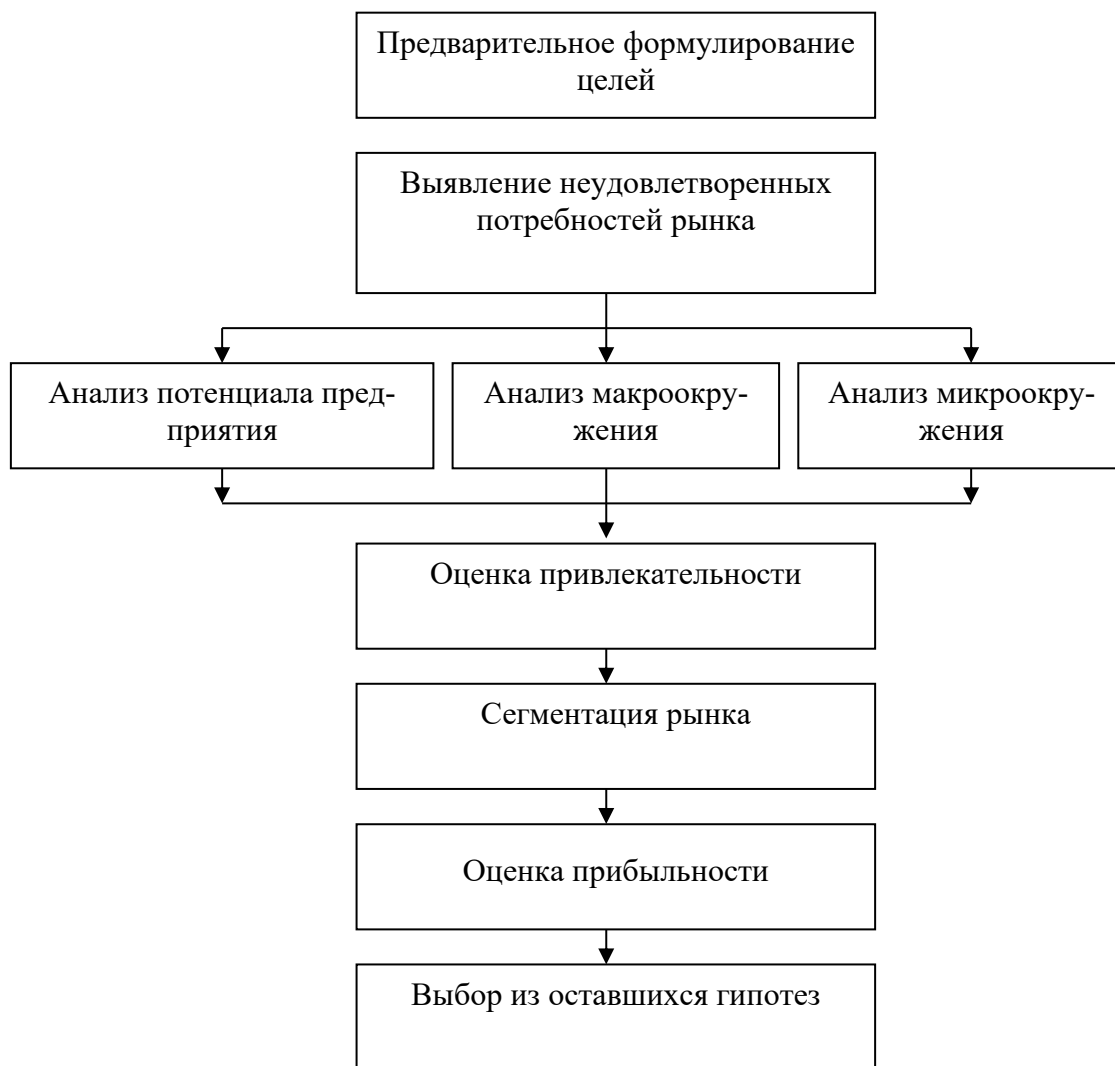 Предварительное формулирование
целей
Выявление неудовлетворенных
потребностей рынка
Анализ потенциала пред-
приятия
Анализ макроокру-
жения
Анализ микроокру-
жения
Оценка привлекательности
Сегментация рынка
Оценка прибыльности
Выбор из оставшихся гипотез